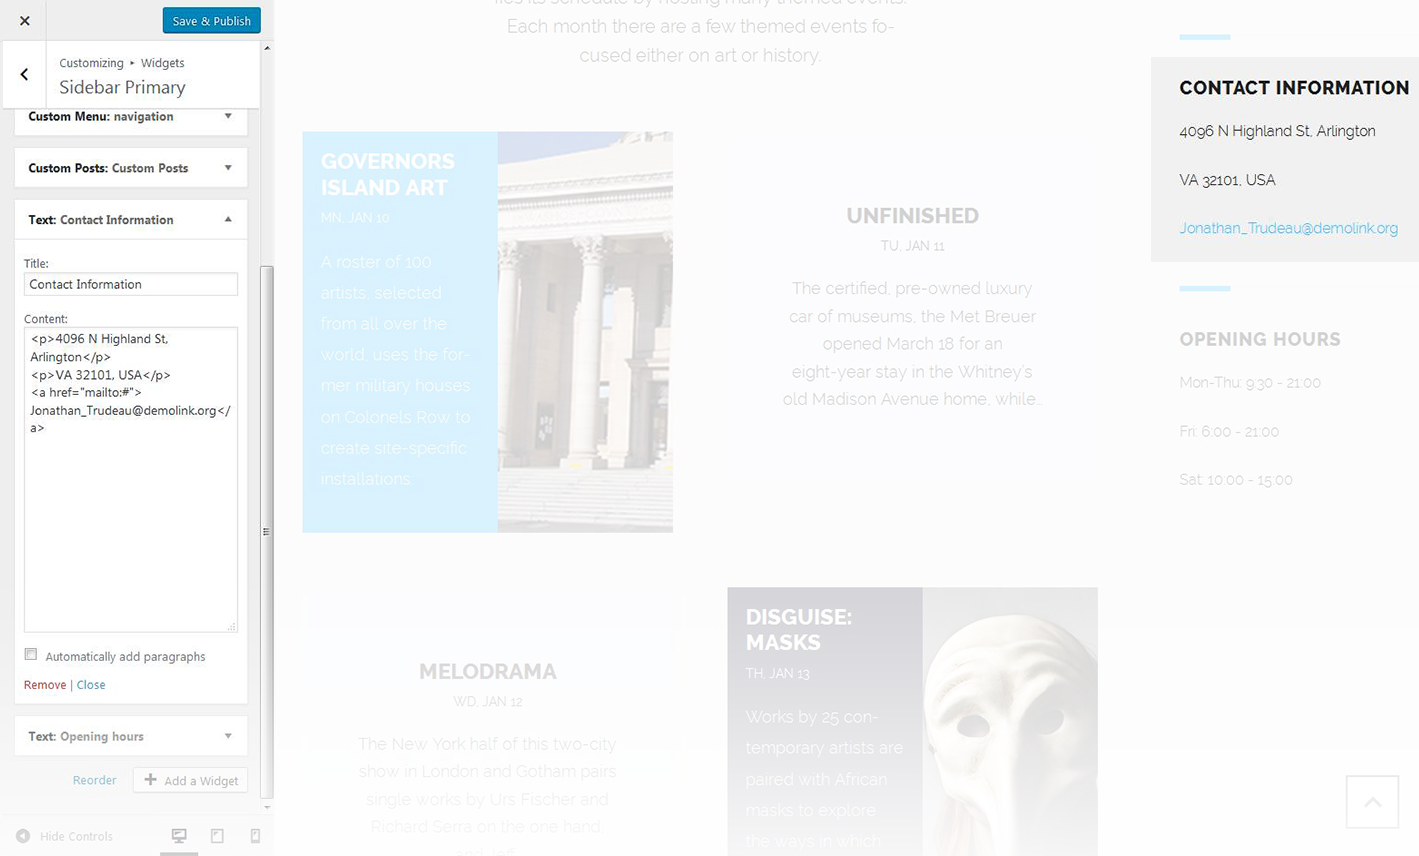 Save & Publish
Customizing ▸ Widgets
Sidebar Primary
Custom Menu: navigation
Custom Posts: Custom Posts
Text: Contact Information
Title:
Contact Information
Content:
<p>4096 N Highland St,
Arlington</p>
<p>VA 32101, USA</p>
<a href="mailto:#">
Jonathan_Trudeau@demolink.org</
a>
Automatically add paragraphs
Remove | Close
Text: Opening hours
Reorder
Add a Widget
Hide Controls
its schedule by hosting many themed events.
Each month there are a few themed events fo-
cused either on art or history.
GOVERNORS
ISLAND ART
MN, JAN 10
A roster of 100
artists, selected
from all over the
world, uses the for-
mer military houses
on Colonels Row to
create site-specific
installations.
UNFINISHED
TU, JAN 11
The certified, pre-owned luxury
car of museums, the Met Breuer
opened March 18 for an
eight-year stay in the Whitney's
old Madison Avenue home, while…
MELODRAMA
WD, JAN 12
The New York half of this two-city
show in London and Gotham pairs
single works by Urs Fischer and
Richard Serra on the one hand
and Jeff
DISGUISE:
MASKS
TH, JAN 13
Works by 25 con-
temporary artists are
paired with African
masks to explore
the ways in which
CONTACT INFORMATION
4096 N Highland St, Arlington
VA 32101, USA
Jonathan_Trudeau@demolink.org
OPENING HOURS
Mon-Thu: 9:30 - 21:00
Fri: 6:00 - 21:00
Sat: 10:00 - 15:00